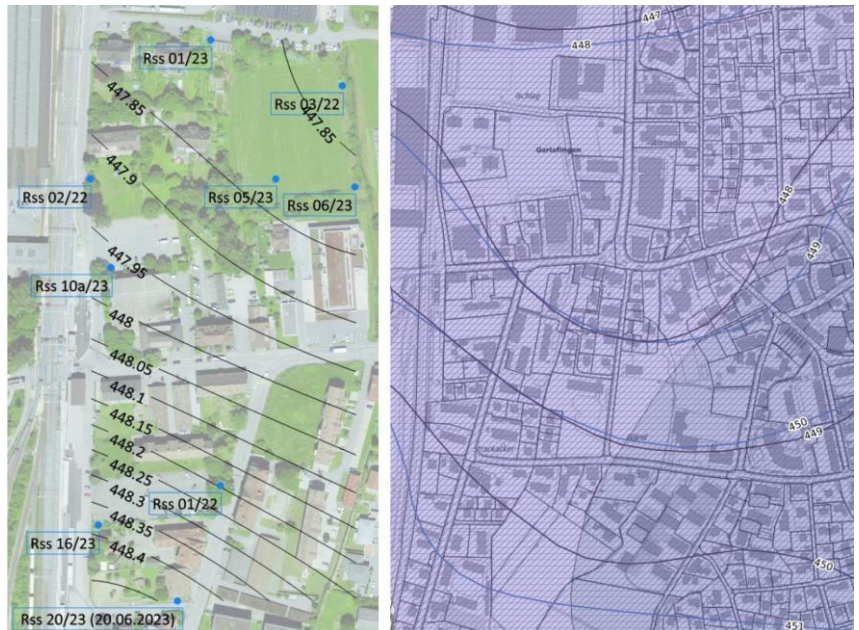 Rss 01/23
Rss 03/22
447.85
447.85
447.9
Rss 02/22
Rss 05/23
Rss 06/23
447.95
Rss 10a/23
448
448.05
448.1
448.15
448.2
448.25
448.3
Rss 01/22
448.35
Rss 16/23
448.4
Rss 20/23 (20.06.2023)
447
448
Gerlafingen
448
449
450
449
450
451